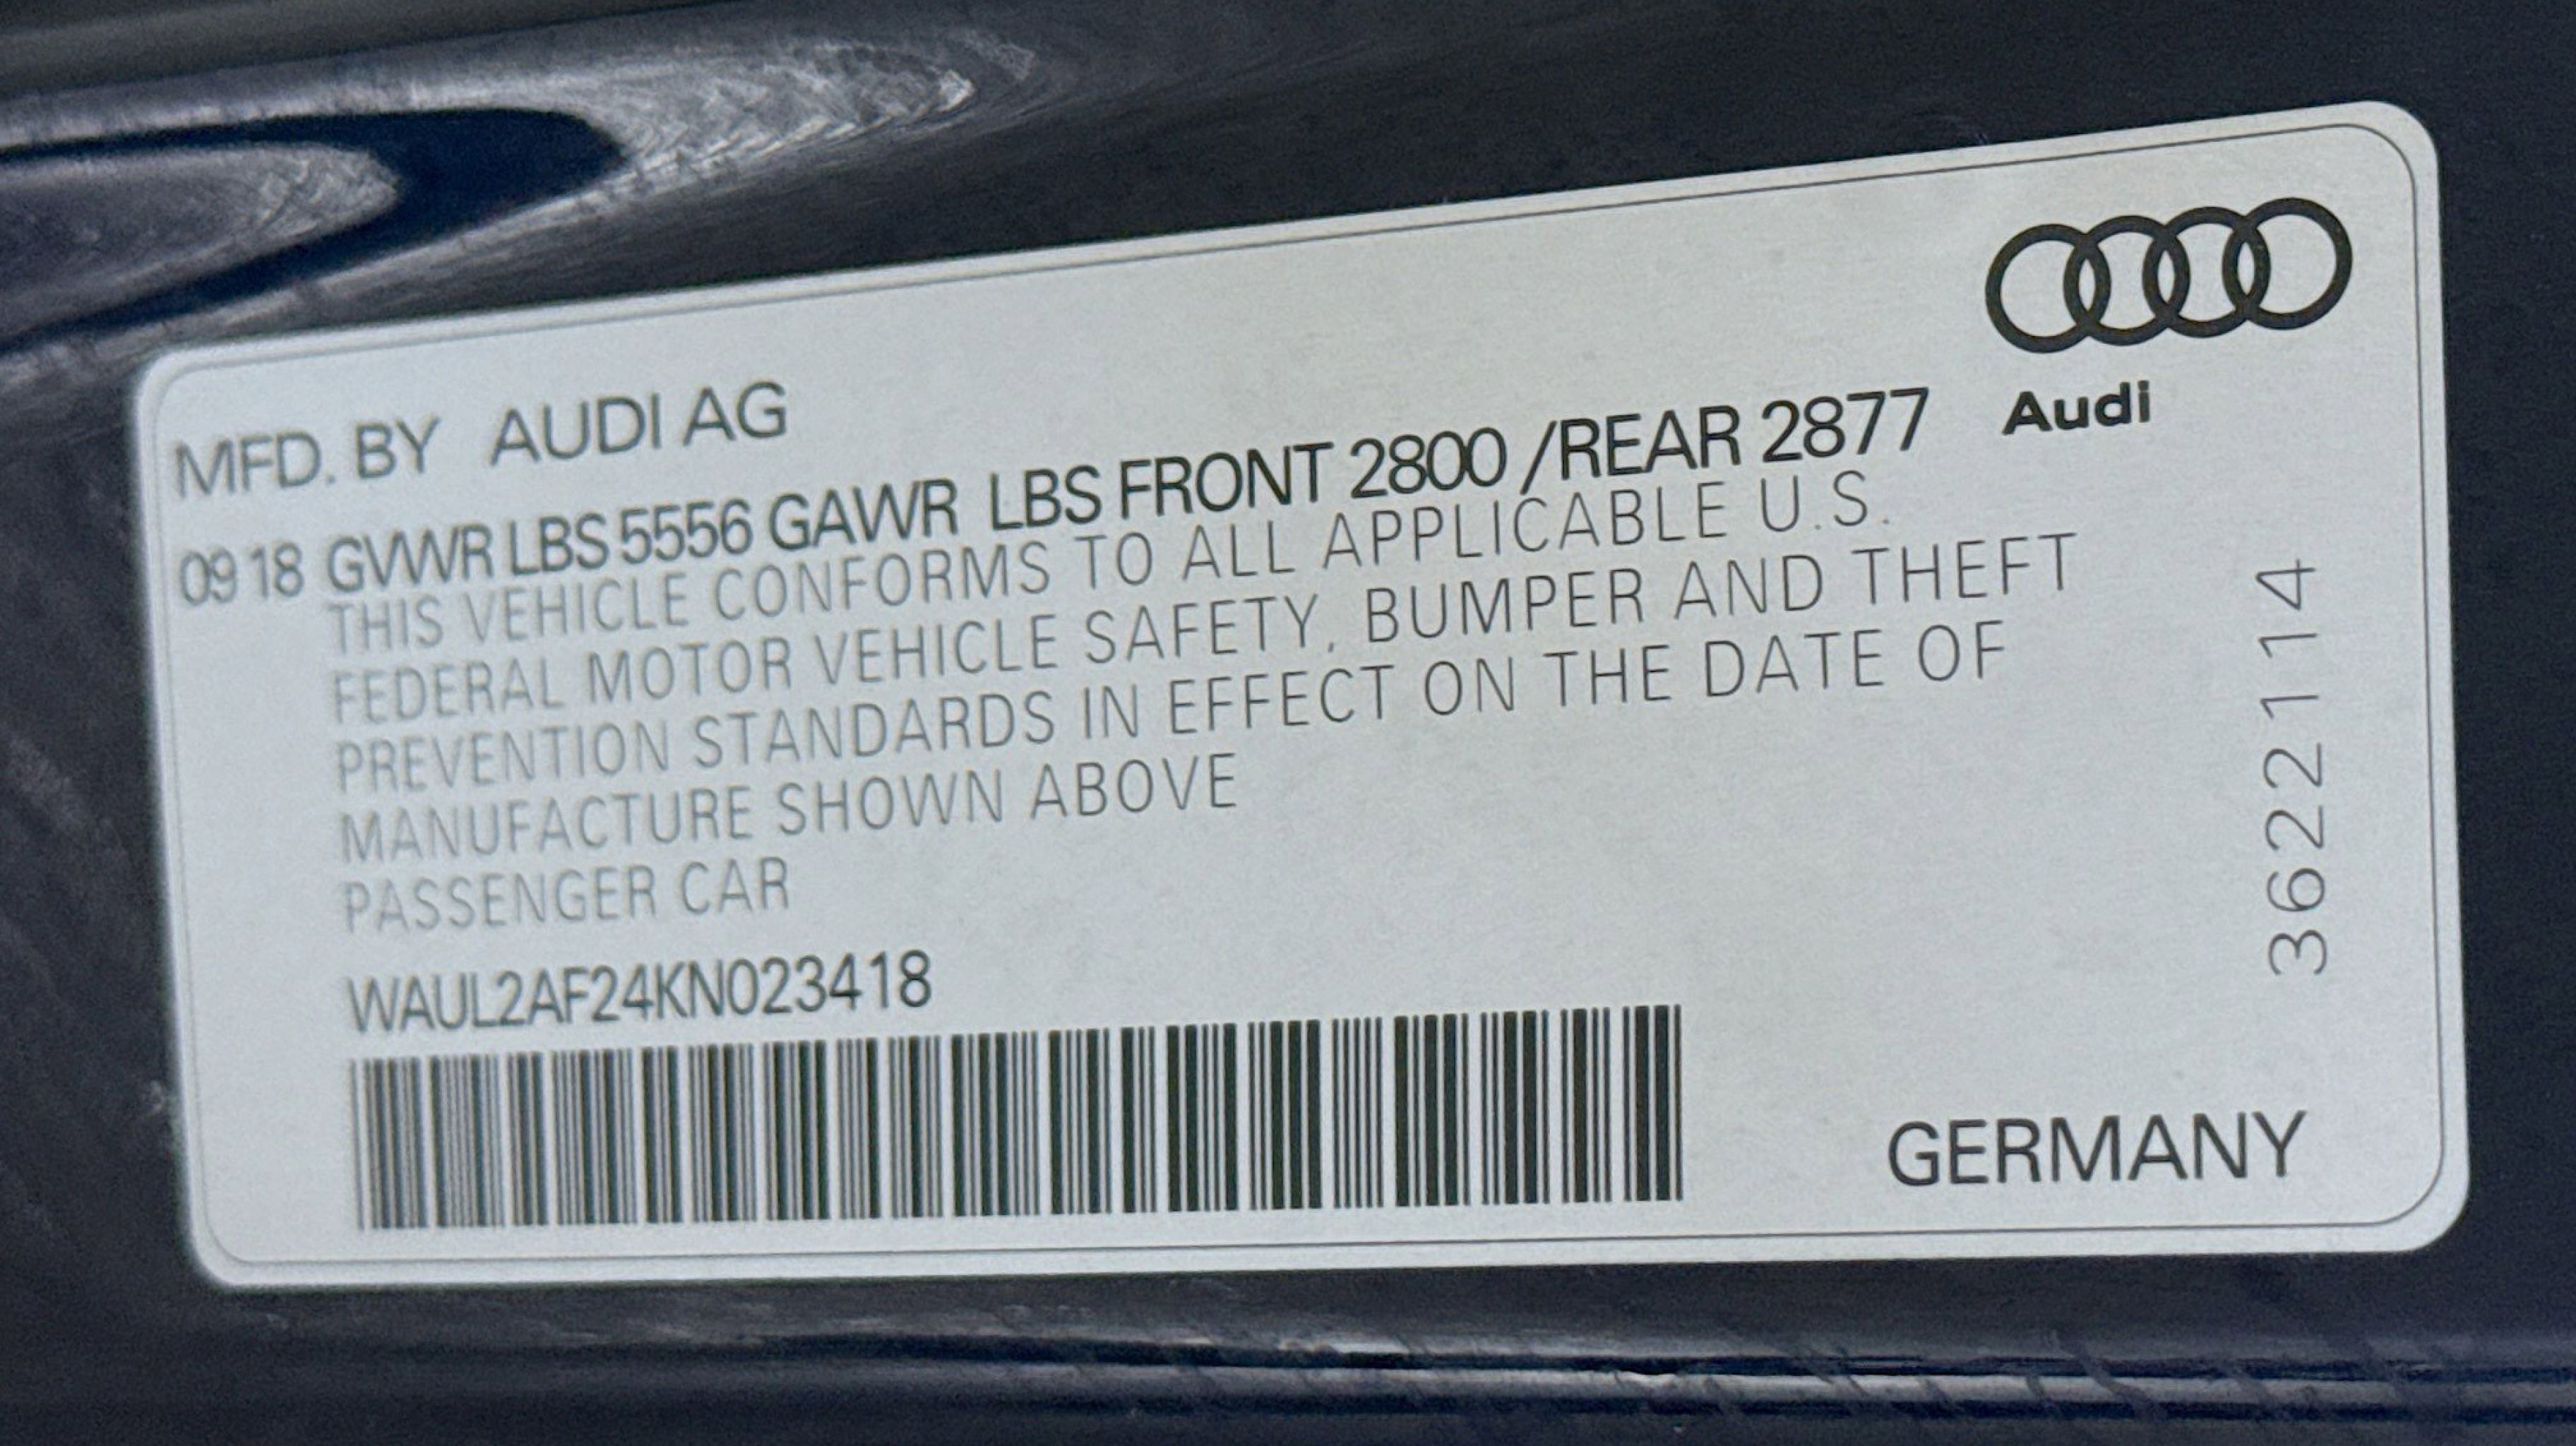 MFD. BY AUDI AG
09 18 GVWR LBS 5556 GAWR LBS FRONT 2800 /REAR 2877
Audi
THIS VEHICLE CONFORMS TO ALL APPLICABLE U.S.
FEDERAL MOTOR VEHICLE SAFETY, BUMPER AND THEFT
PREVENTION STANDARDS IN EFFECT ON THE DATE OF
MANUFACTURE SHOWN ABOVE
PASSENGER CAR
WAUL2AF24KN023418
3622114
GERMANY